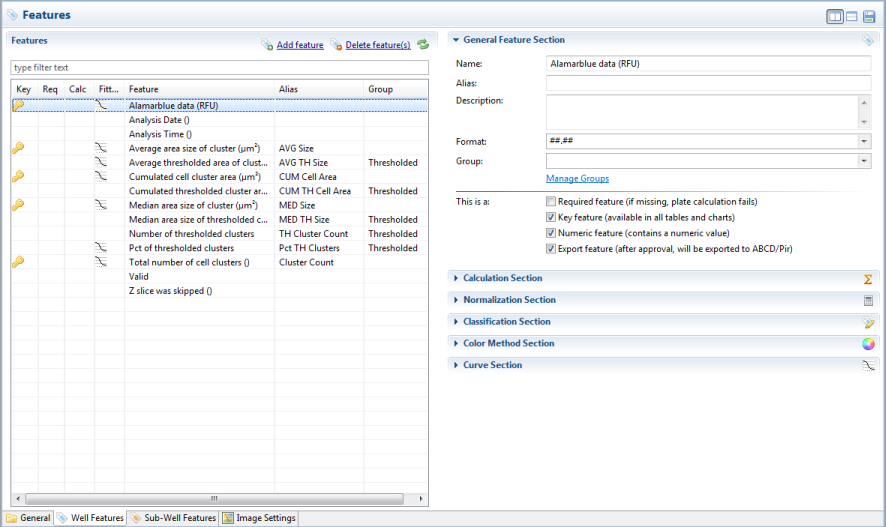 Features
Features
Add feature
Delete feature(s)
type filter text
Key Req Calc Fitt... Feature Alias Group
Alamarblue data (RFU)
Analysis Date ()
Analysis Time ()
Average area size of cluster (µm²) AVG Size
Average thresholded area of clust... AVG TH Size Thresholded
Cumulated cell cluster area (µm²) CUM Cell Area
Cumulated thresholded cluster ar... CUM TH Cell Area Thresholded
Median area size of cluster (µm²) MED Size
Median area size of thresholded c... MED TH Size Thresholded
Number of thresholded clusters TH Cluster Count Thresholded
Pct of thresholded clusters Pct TH Clusters Thresholded
Total number of cell clusters () Cluster Count
Valid
Z slice was skipped ()
General
Well Features
Sub-Well Features
Image Settings
General Feature Section
Name: Alamarblue data (RFU)
Alias:
Description:
Format: ##.##
Group:
Manage Groups
This is a: Required feature (if missing, plate calculation fails)
Key feature (available in all tables and charts)
Numeric feature (contains a numeric value)
Export feature (after approval, will be exported to ABCD/Pir)
Calculation Section
Σ
Normalization Section
Classification Section
Color Method Section
Curve Section